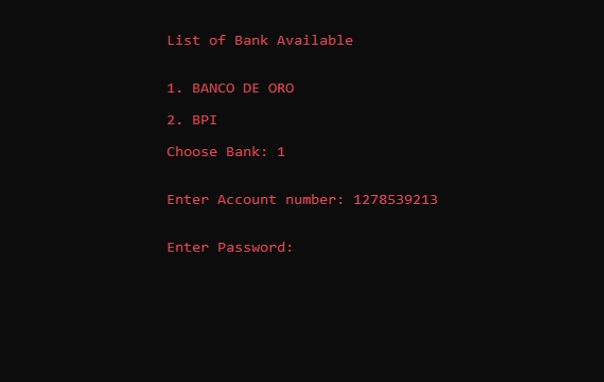 List of Bank Available
1. BANCO DE ORO
2. BPI
Choose Bank: 1
Enter Account number: 1278539213
Enter Password: